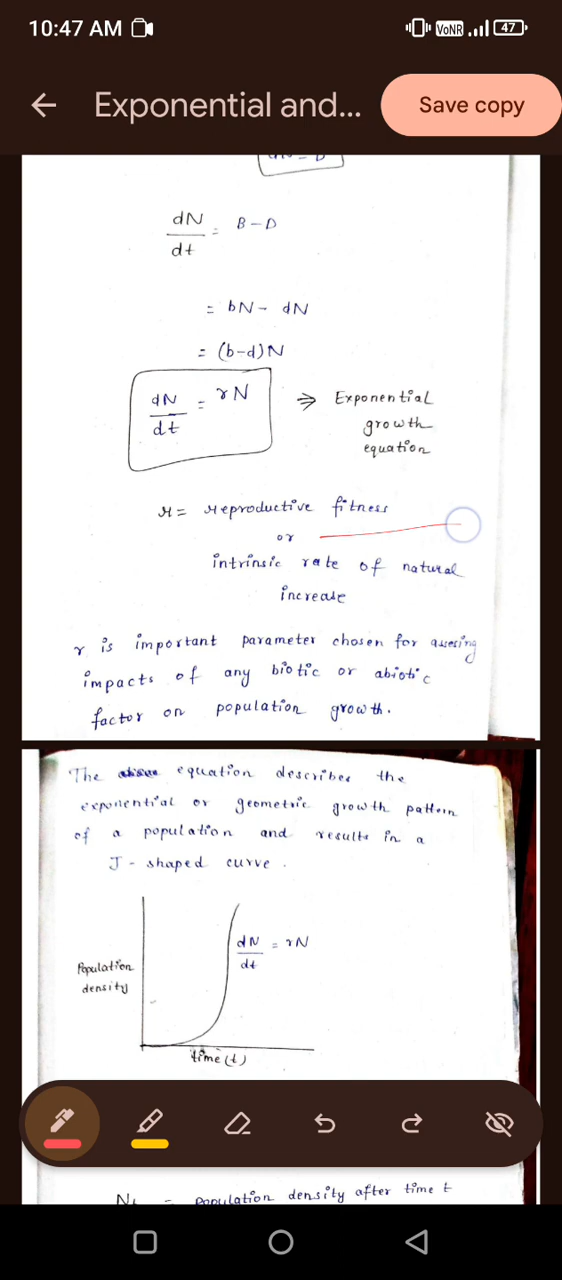 10:47 AM
VoNR
47
Exponential and...
Save copy
dN/dt = B - D
= bN - dN
= (b-d)N
dN/dt = rN ⇒ Exponential
growth
equation
r = reproductive fitness
or
intrinsic rate of natural
increase
r is important parameter chosen for assesing
impacts of any biotic or abiotic
factor on population growth.
The equation describes the
exponential or geometric growth pattern
of a population and results in a
J - shaped curve.
dN/dt = rN
Population
density
time (t)
= Population density after time t